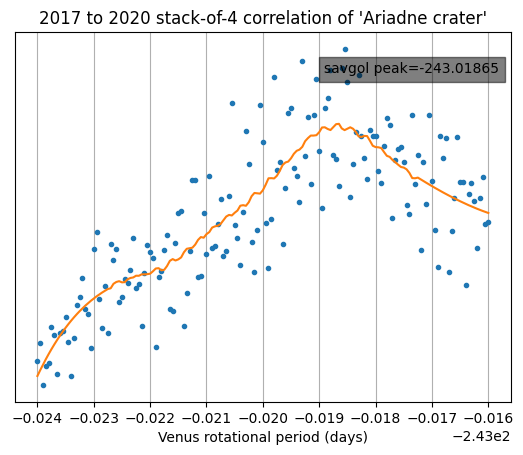 2017 to 2020 stack-of-4 correlation of 'Ariadne crater'
savgol peak=-243.01865
−0.024 −0.023 −0.022 −0.021 −0.020 −0.019 −0.018 −0.017 −0.016
Venus rotational period (days)
−2.43e2